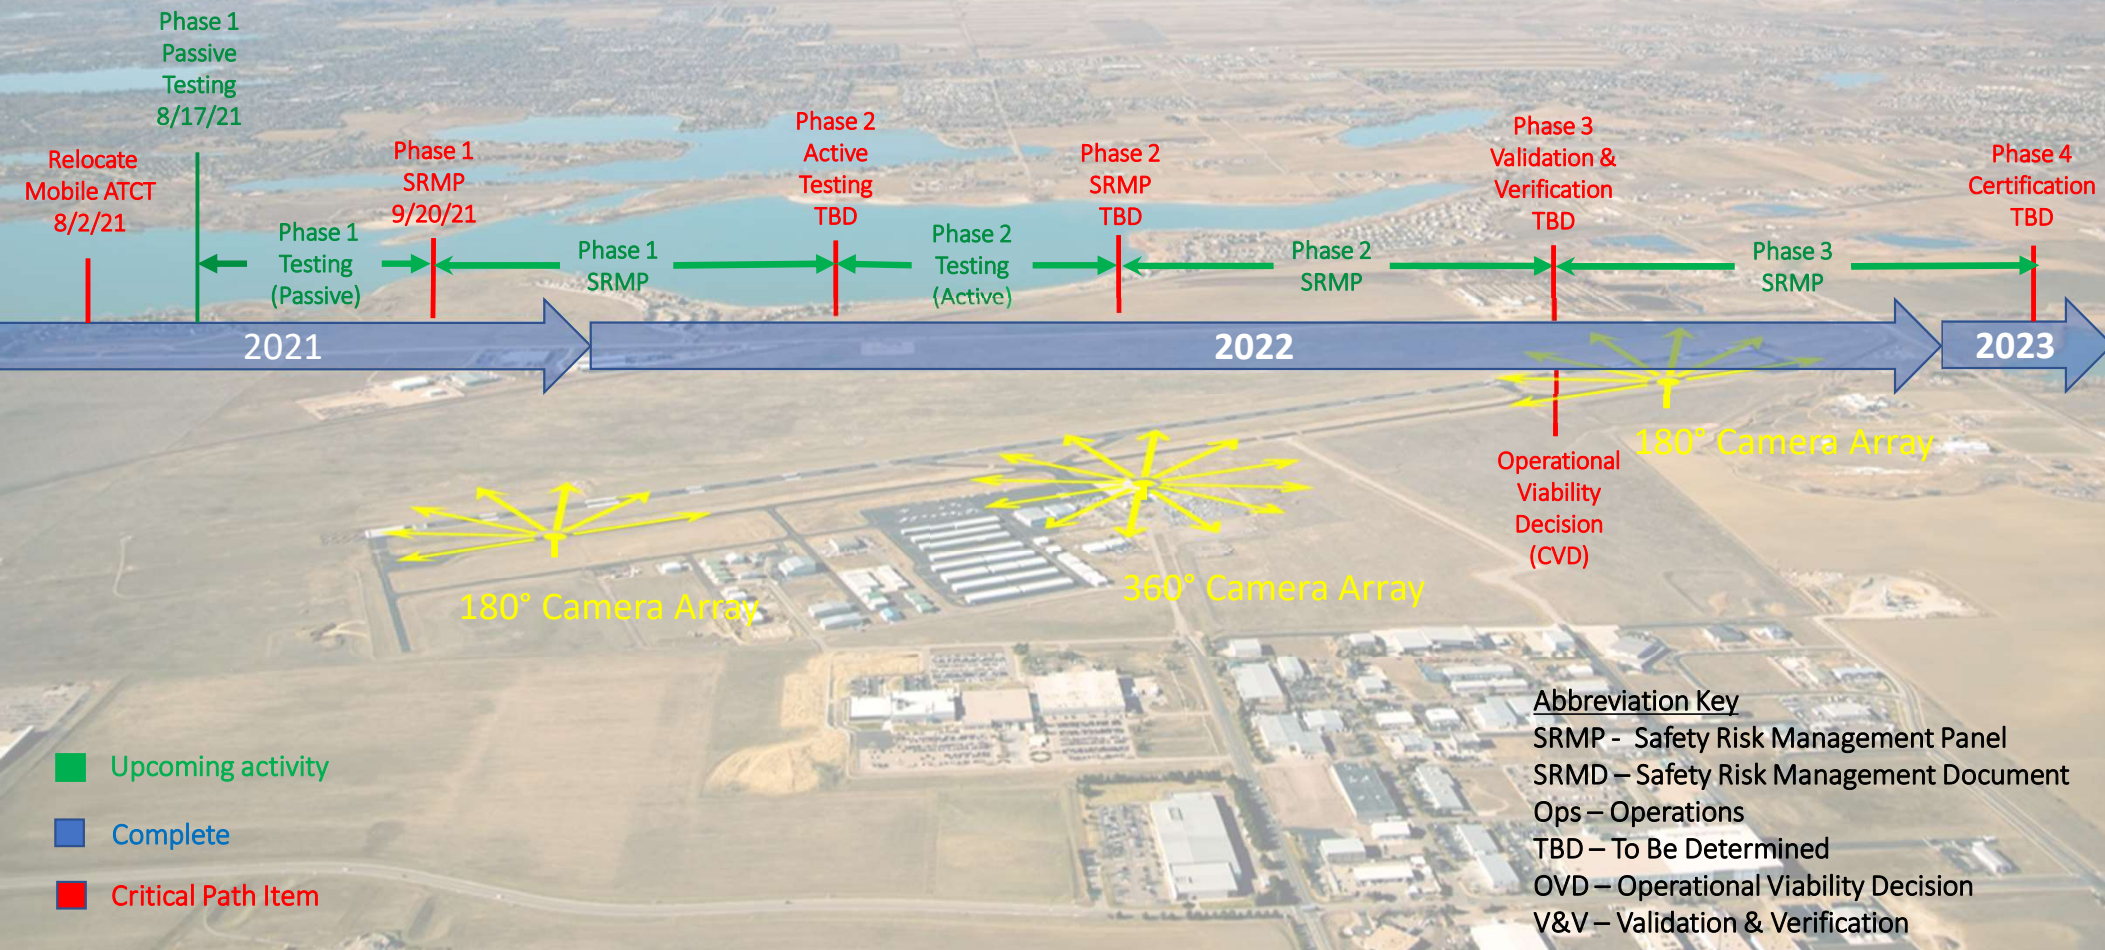 Phase 1
Passive
Testing
8/17/21
Relocate
Mobile ATCT
8/2/21
Phase 1
SRMP
9/20/21
Phase 2
Active
Testing
TBD
Phase 2
SRMP
TBD
Phase 3
Validation &
Verification
TBD
Phase 4
Certification
TBD
Phase 1
Testing
(Passive)
Phase 1
SRMP
Phase 2
Testing
(Active)
Phase 2
SRMP
Phase 3
SRMP
2021
2022
2023
180° Camera Array
360° Camera Array
180° Camera Array
Operational
Viability
Decision
(CVD)
Upcoming activity
Complete
Critical Path Item
Abbreviation Key
SRMP - Safety Risk Management Panel
SRMD – Safety Risk Management Document
Ops – Operations
TBD – To Be Determined
OVD – Operational Viability Decision
V&V – Validation & Verification